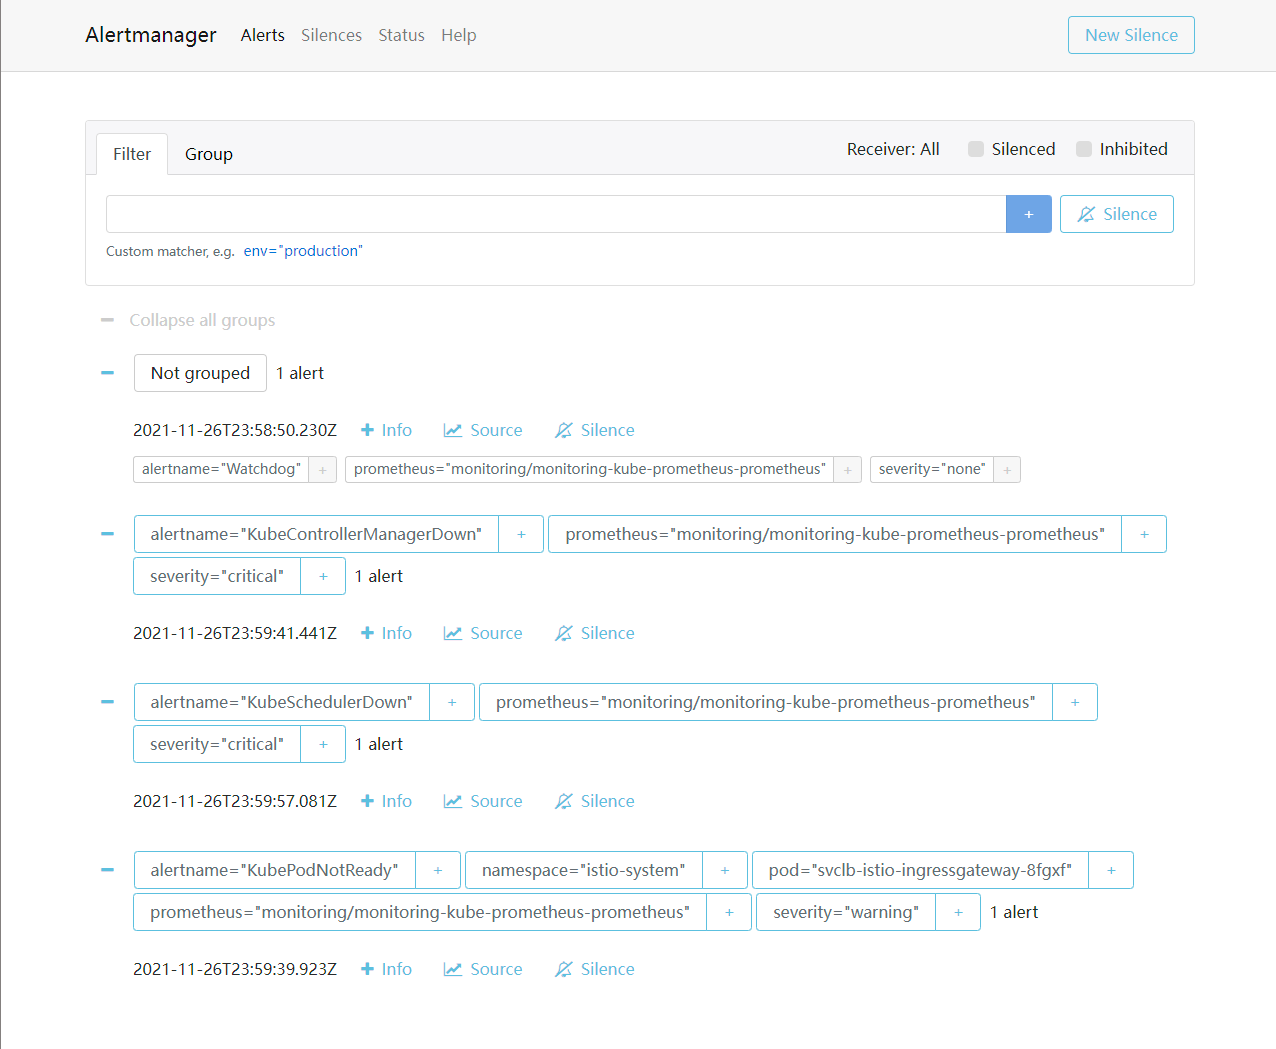 Alertmanager Alerts Silences Status Help New Silence
Filter Group Receiver: All Silenced Inhibited
+ Silence
Custom matcher, e.g. env="production"
Collapse all groups
Not grouped 1 alert
2021-11-26T23:58:50.230Z Info Source Silence
alertname="Watchdog" + prometheus="monitoring/monitoring-kube-prometheus-prometheus" + severity="none" +
alertname="KubeControllerManagerDown" + prometheus="monitoring/monitoring-kube-prometheus-prometheus" +
severity="critical" + 1 alert
2021-11-26T23:59:41.441Z Info Source Silence
alertname="KubeSchedulerDown" + prometheus="monitoring/monitoring-kube-prometheus-prometheus" +
severity="critical" + 1 alert
2021-11-26T23:59:57.081Z Info Source Silence
alertname="KubePodNotReady" + namespace="istio-system" + pod="svclb-istio-ingressgateway-8fgxf" +
prometheus="monitoring/monitoring-kube-prometheus-prometheus" + severity="warning" + 1 alert
2021-11-26T23:59:39.923Z Info Source Silence